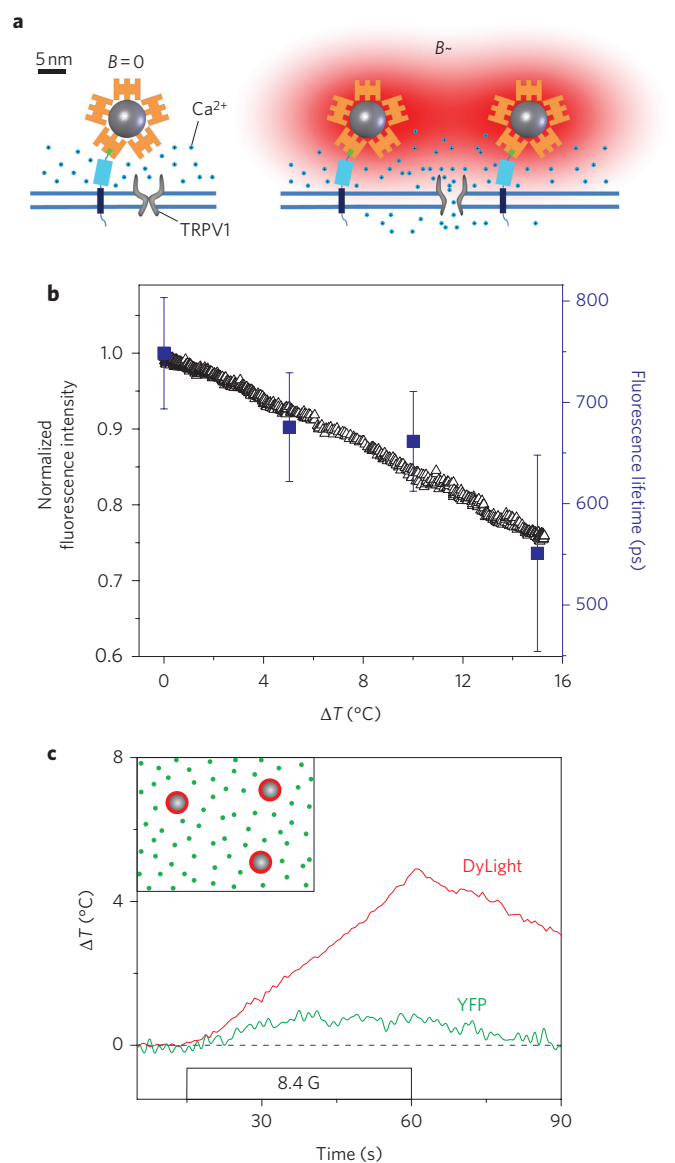 a
5 nm
B = 0
B~
Ca2+
TRPV1
b
1.0
0.9
0.8
0.7
0.6
Normalized
fluorescence intensity
800
700
600
500
Fluorescence lifetime (ps)
0 4 8 12 16
ΔT (°C)
c
8
4
0
ΔT (°C)
DyLight
YFP
8.4 G
30 60 90
Time (s)